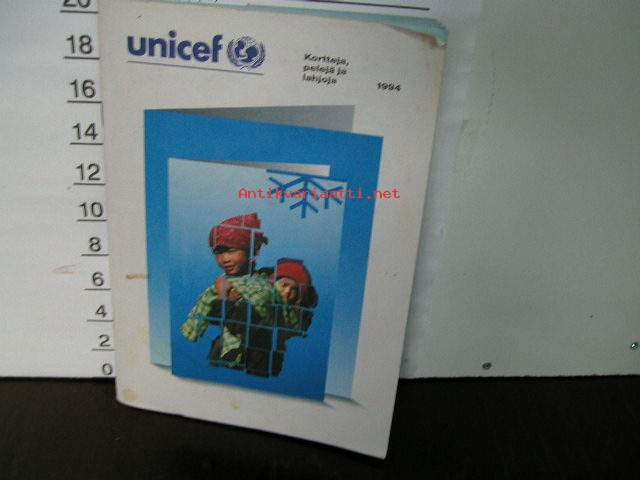 unicef
Kortteja,
pelejä ja
lahjoja
1994
Antikvariaatti.net
20
18
16
14
12
10
8
6
4
2
0